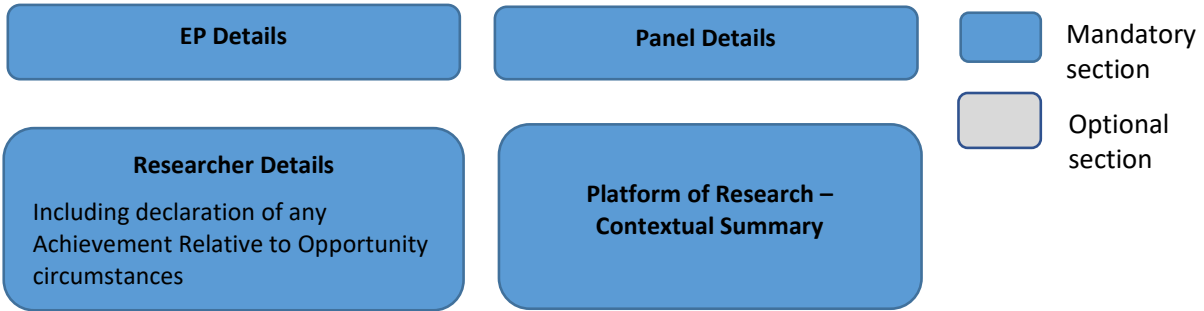 EP Details
Panel Details
Mandatory
section
Optional
section
Researcher Details
Including declaration of any
Achievement Relative to Opportunity
circumstances
Platform of Research –
Contextual Summary